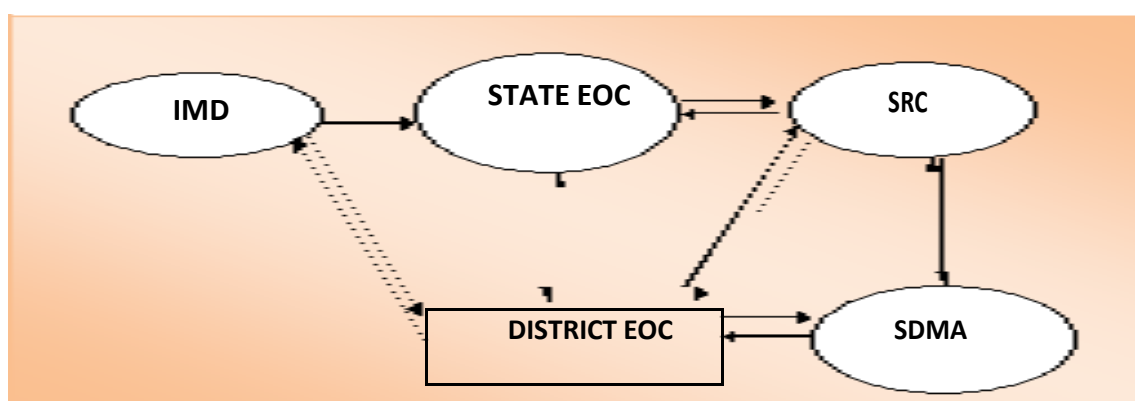 IMD
STATE EOC
SRC
DISTRICT EOC
SDMA